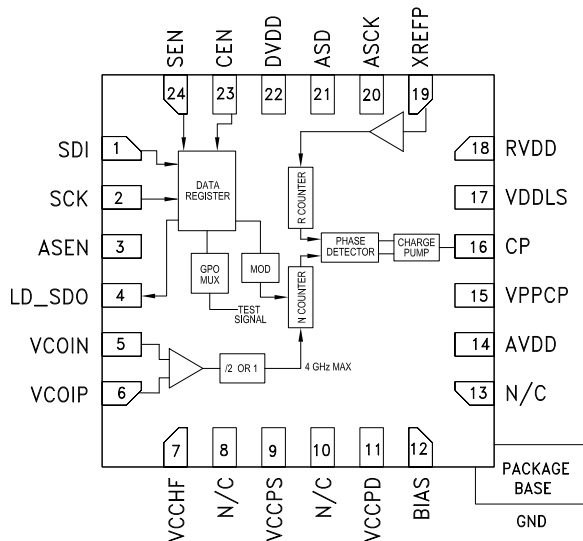 SEN
CEN
DVDD
ASD
ASCK
XREFP
24
23
22
21
20
19
SDI
1
SCK
2
ASEN
3
LD_SDO
4
VCOIN
5
VCOIP
6
DATA
REGISTER
GPO
MUX
MOD
TEST
SIGNAL
R COUNTER
N COUNTER
PHASE
DETECTOR
CHARGE
PUMP
/2 OR 1
4 GHz MAX
18
RVDD
17
VDDLS
16
CP
15
VPPCP
14
AVDD
13
N/C
7
8
9
10
11
12
VCCHF
N/C
VCCPS
N/C
VCCPD
BIAS
PACKAGE
BASE
GND